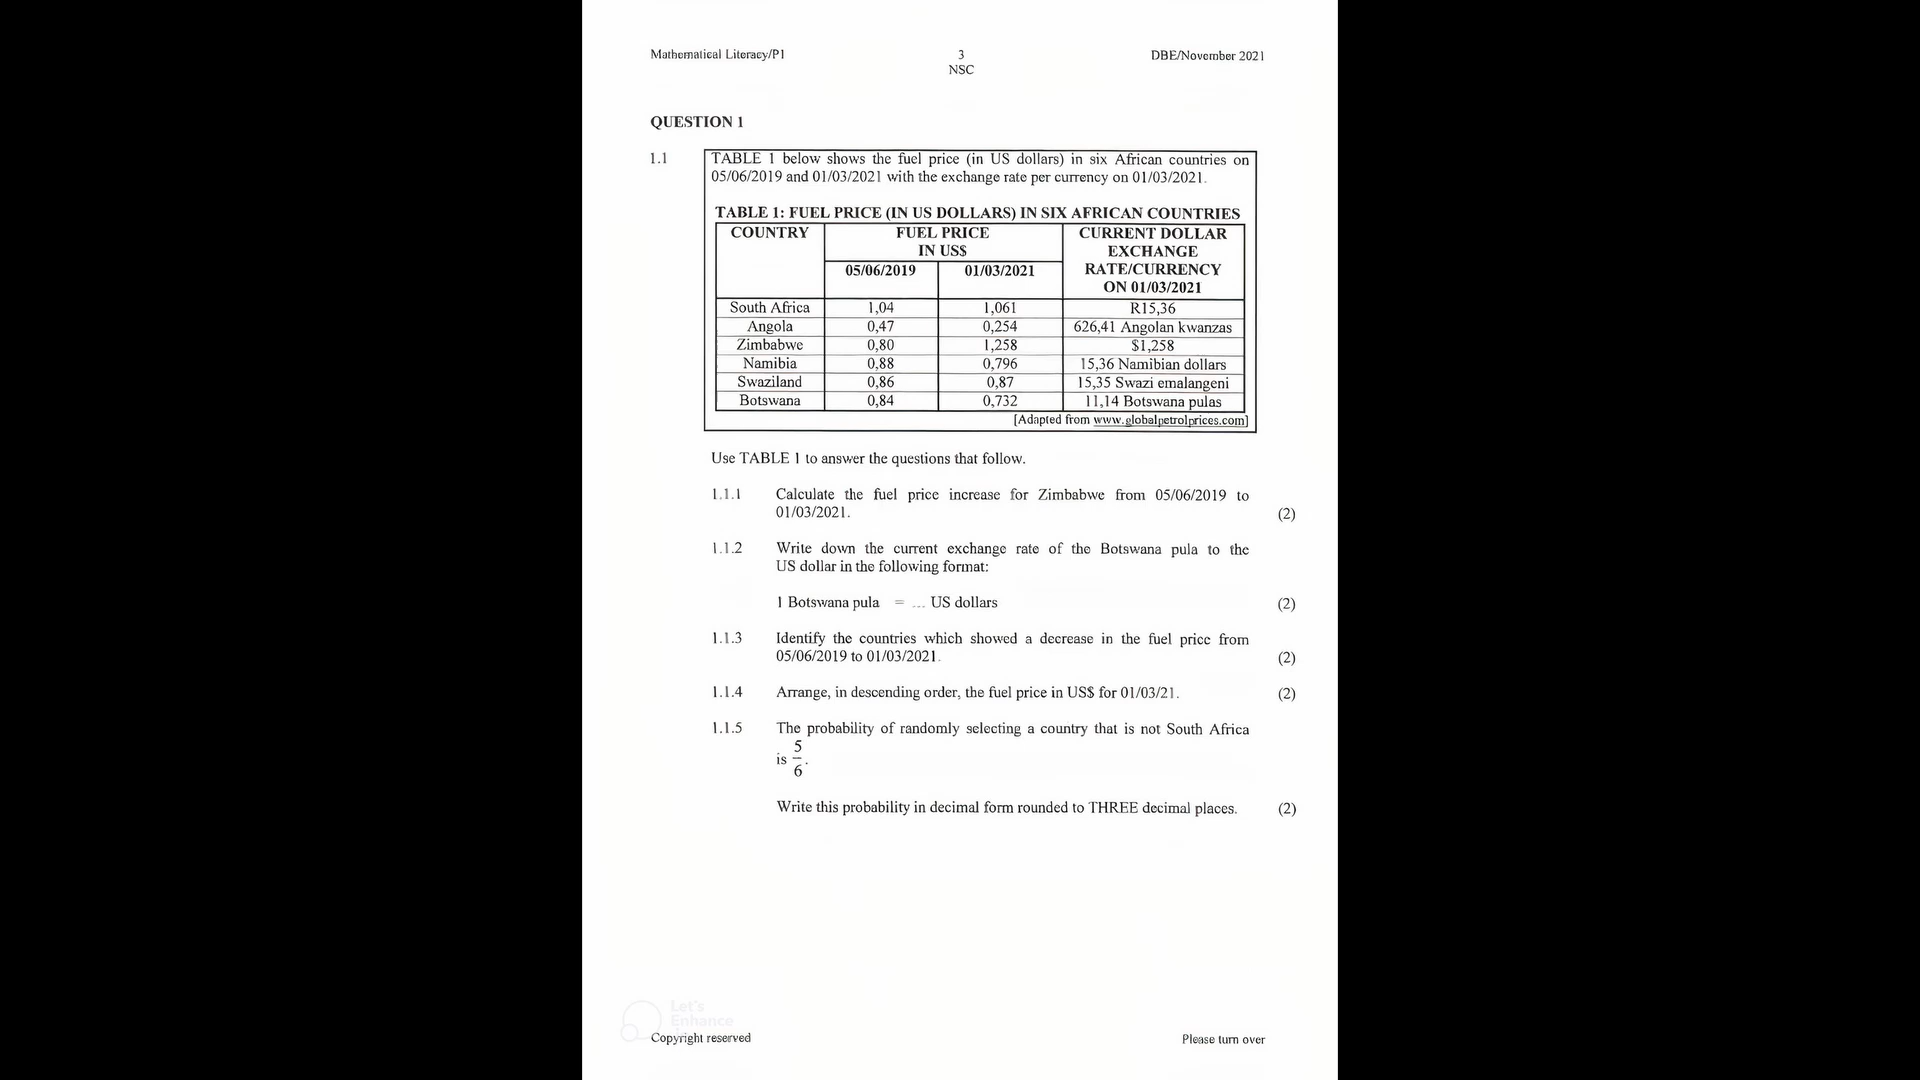 Mathematical Literacy/P1 3 DBE/November 2021
NSC
QUESTION 1
1.1 TABLE 1 below shows the fuel price (in US dollars) in six African countries on
05/06/2019 and 01/03/2021 with the exchange rate per currency on 01/03/2021.
TABLE 1: FUEL PRICE (IN US DOLLARS) IN SIX AFRICAN COUNTRIES
COUNTRY FUEL PRICE CURRENT DOLLAR
IN US$ EXCHANGE
05/06/2019 01/03/2021 RATE/CURRENCY
ON 01/03/2021
South Africa 1,04 1,061 R15,36
Angola 0,47 0,254 626,41 Angolan kwanzas
Zimbabwe 0,80 1,258 $1,258
Namibia 0,88 0,796 15,36 Namibian dollars
Swaziland 0,86 0,87 15,35 Swazi emalangeni
Botswana 0,84 0,732 11,14 Botswana pulas
[Adapted from www.globalpetrolprices.com]
Use TABLE 1 to answer the questions that follow.
1.1.1 Calculate the fuel price increase for Zimbabwe from 05/06/2019 to
01/03/2021. (2)
1.1.2 Write down the current exchange rate of the Botswana pula to the
US dollar in the following format:
1 Botswana pula = ... US dollars (2)
1.1.3 Identify the countries which showed a decrease in the fuel price from
05/06/2019 to 01/03/2021. (2)
1.1.4 Arrange, in descending order, the fuel price in US$ for 01/03/21. (2)
1.1.5 The probability of randomly selecting a country that is not South Africa
is 5/6.
Write this probability in decimal form rounded to THREE decimal places. (2)
Let's
Enhance
Copyright reserved Please turn over